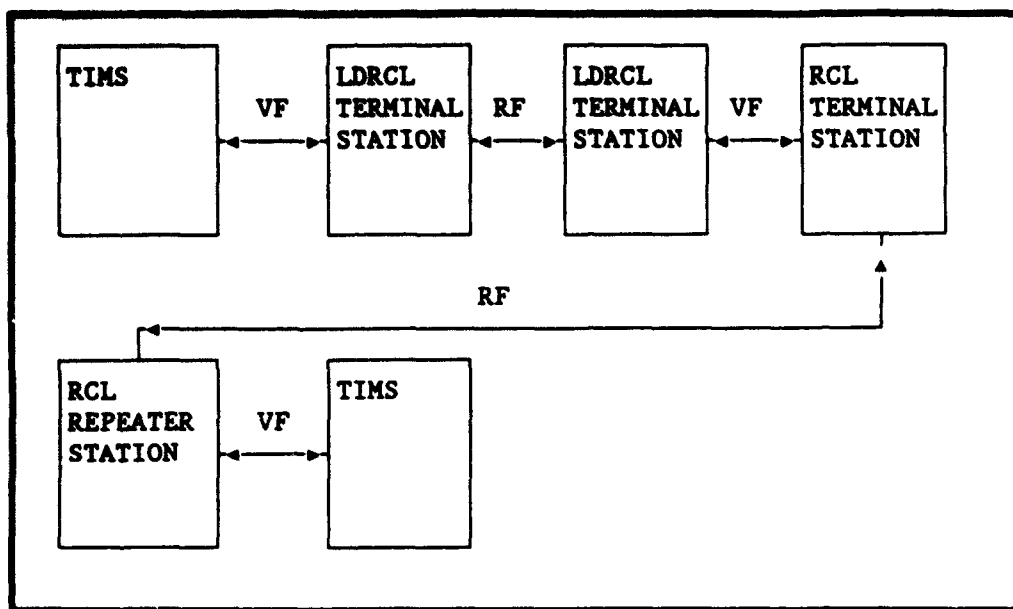 TIMS
VF
LDRCL
TERMINAL
STATION
RF
LDRCL
TERMINAL
STATION
VF
RCL
TERMINAL
STATION
RF
RCL
REPEATER
STATION
VF
TIMS